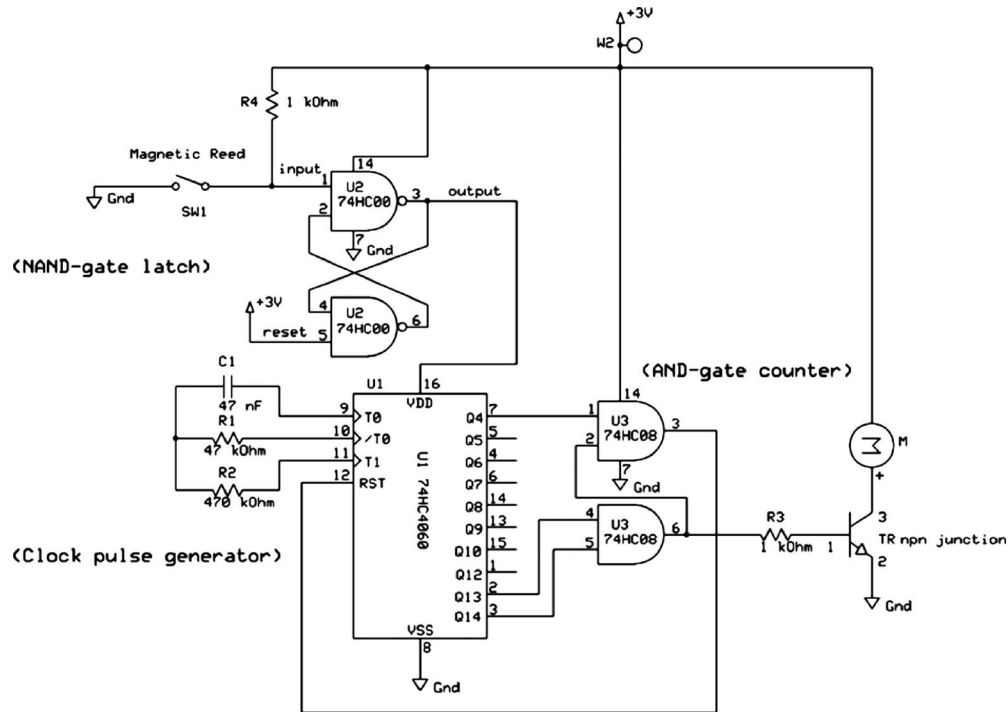 +3V
W2
R4
1 kOhm
Magnetic Reed
input
14
1
U2
74HC00
3
output
2
7
Gnd
Gnd
SW1
(NAND-gate latch)
+3V
4
U2
74HC00
6
reset
5
C1
47 nF
R1
47 kOhm
R2
470 kOhm
(Clock pulse generator)
U1
16
VDD
9
T0
10
/T0
11
T1
12
RST
U1 74HC4060
Q4
7
Q5
5
Q6
4
Q7
6
Q8
14
Q9
13
Q10
15
Q12
1
Q13
2
Q14
3
VSS
8
Gnd
(AND-gate counter)
14
1
U3
74HC08
3
2
7
Gnd
4
U3
74HC08
6
5
R3
1 kOhm
M
+
3
TR npn junction
1
2
Gnd